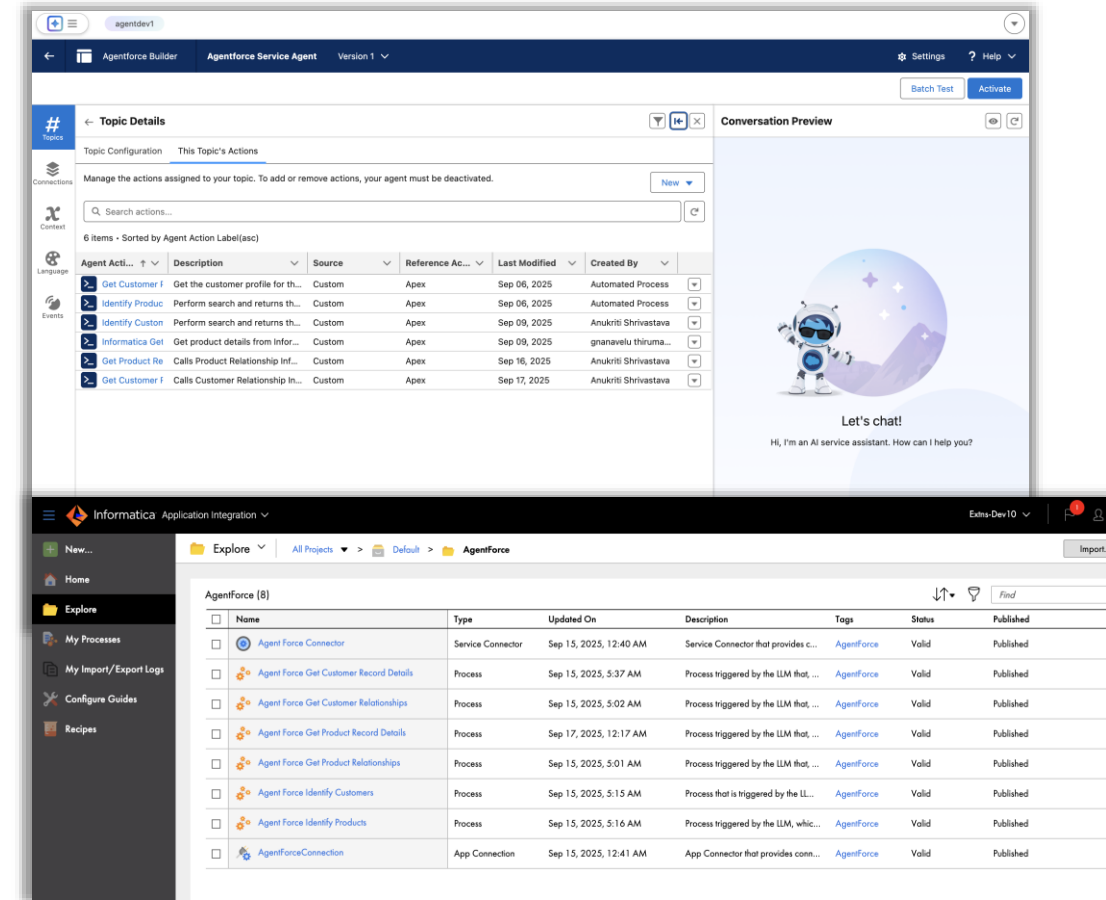 agentdev1
Agentforce Builder Agentforce Service Agent Version 1 Settings ? Help
Batch Test Activate
# Topics
Connections
Context
Language
Events
← Topic Details
Topic Configuration This Topic's Actions
Manage the actions assigned to your topic. To add or remove actions, your agent must be deactivated.
New
Search actions...
6 items • Sorted by Agent Action Label(asc)
Agent Acti... ↑ Description Source Reference Ac... Last Modified Created By
Get Customer F Get the customer profile for th... Custom Apex Sep 06, 2025 Automated Process
Identify Produc Perform search and returns th... Custom Apex Sep 06, 2025 Automated Process
Identify Custon Perform search and returns th... Custom Apex Sep 09, 2025 Anukriti Shrivastava
Informatica Get Get product details from Infor... Custom Apex Sep 09, 2025 gnanavelu thiruma...
Get Product Re Calls Product Relationship Inf... Custom Apex Sep 16, 2025 Anukriti Shrivastava
Get Customer F Calls Customer Relationship In... Custom Apex Sep 17, 2025 Anukriti Shrivastava
Conversation Preview
Let's chat!
Hi, I'm an AI service assistant. How can I help you?
Informatica Application Integration Extns-Dev10 1
New...
Home
Explore
My Processes
My Import/Export Logs
Configure Guides
Recipes
Explore All Projects > Default > AgentForce Import.
AgentForce (8) Find
Name Type Updated On Description Tags Status Published
Agent Force Connector Service Connector Sep 15, 2025, 12:40 AM Service Connector that provides c... AgentForce Valid Published
Agent Force Get Customer Record Details Process Sep 15, 2025, 5:37 AM Process triggered by the LLM that, ... AgentForce Valid Published
Agent Force Get Customer Relationships Process Sep 15, 2025, 5:02 AM Process triggered by the LLM that, ... AgentForce Valid Published
Agent Force Get Product Record Details Process Sep 17, 2025, 12:17 AM Process triggered by the LLM that, ... AgentForce Valid Published
Agent Force Get Product Relationships Process Sep 15, 2025, 5:01 AM Process triggered by the LLM that, ... AgentForce Valid Published
Agent Force Identify Customers Process Sep 15, 2025, 5:15 AM Process that is triggered by the LL... AgentForce Valid Published
Agent Force Identify Products Process Sep 15, 2025, 5:16 AM Process triggered by the LLM, whic... AgentForce Valid Published
AgentForceConnection App Connection Sep 15, 2025, 12:41 AM App Connector that provides conn... AgentForce Valid Published